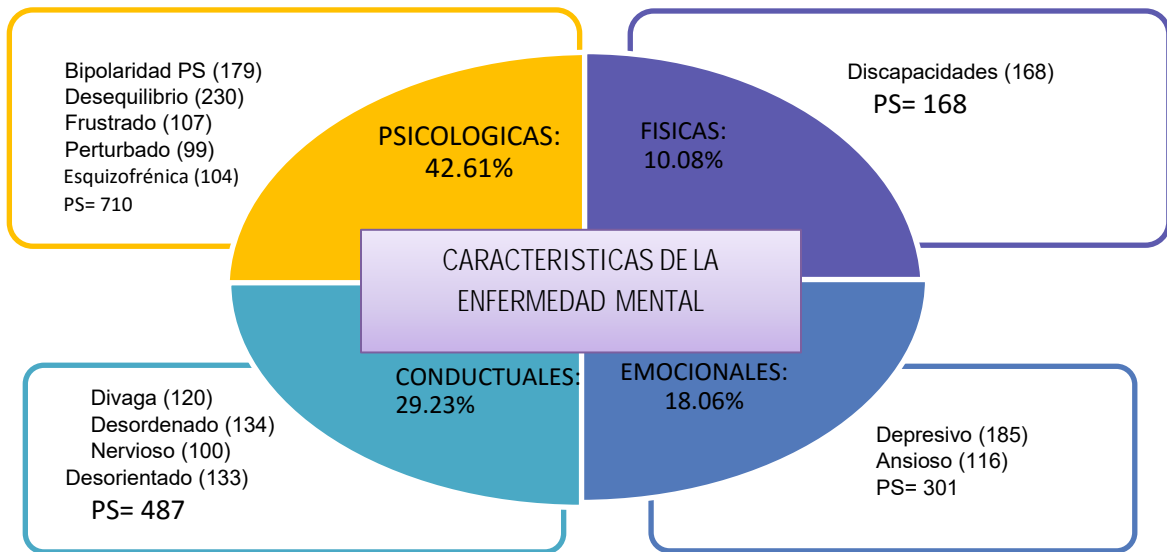 Bipolaridad PS (179)
Desequilibrio (230)
Frustrado (107)
Perturbado (99)
Esquizofrénica (104)
PS= 710
PSICOLOGICAS:
42.61%
FISICAS:
10.08%
Discapacidades (168)
PS= 168
CARACTERISTICAS DE LA
ENFERMEDAD MENTAL
Divaga (120)
Desordenado (134)
Nervioso (100)
Desorientado (133)
PS= 487
CONDUCTUALES:
29.23%
EMOCIONALES:
18.06%
Depresivo (185)
Ansioso (116)
PS= 301